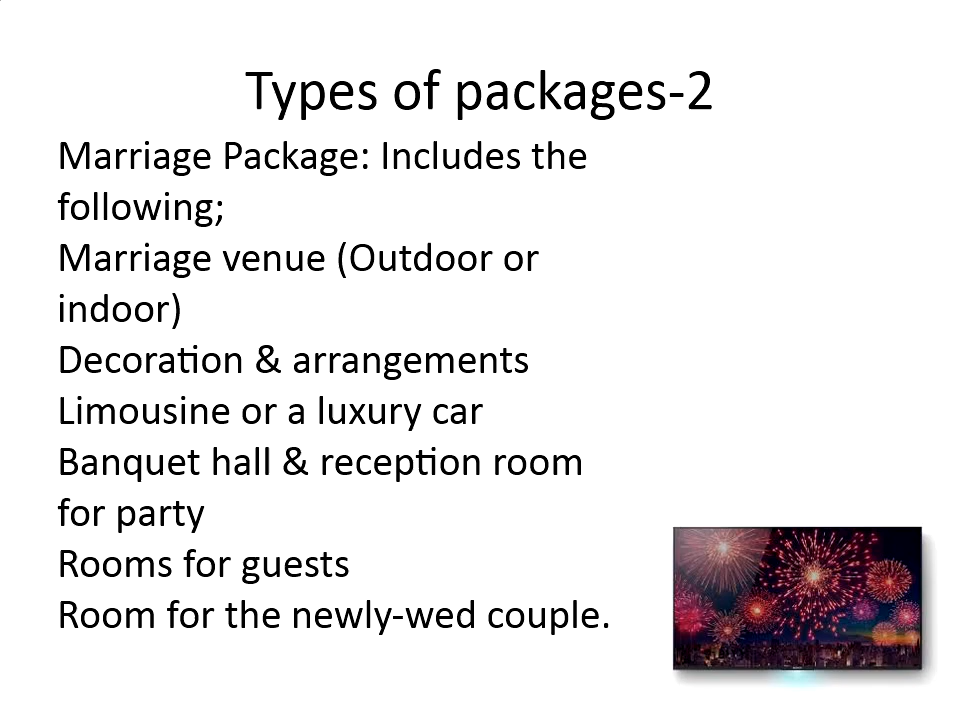 Types of packages-2
Marriage Package: Includes the
following;
Marriage venue (Outdoor or
indoor)
Decoration & arrangements
Limousine or a luxury car
Banquet hall & reception room
for party
Rooms for guests
Room for the newly-wed couple.